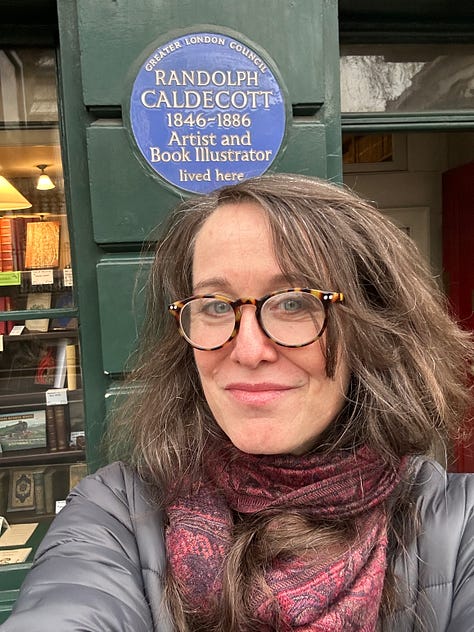 GREATER LONDON COUNCIL
RANDOLPH
CALDECOTT
1846-1886
Artist and
Book Illustrator
lived here